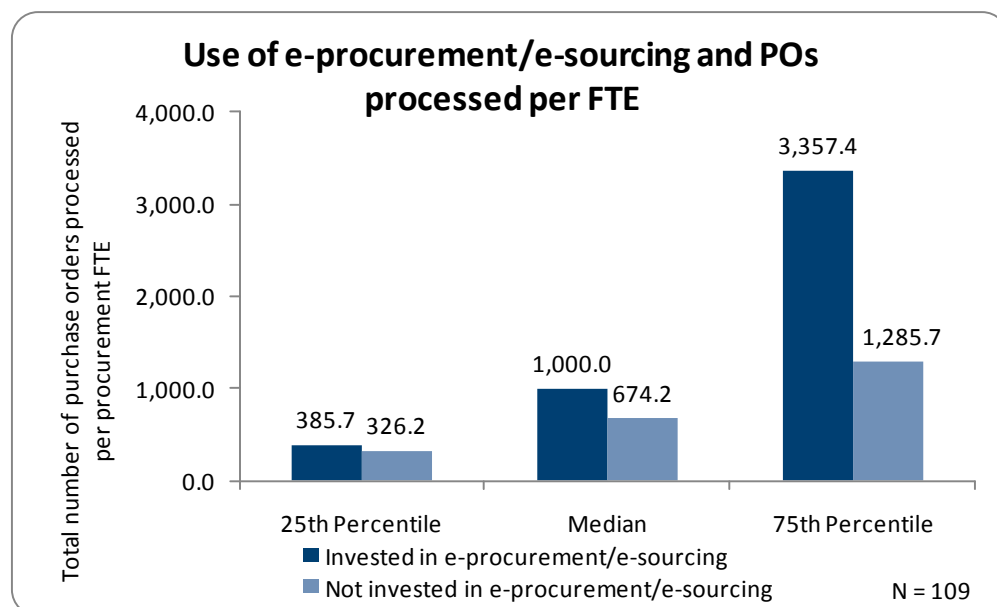 Use of e-procurement/e-sourcing and POs
processed per FTE
Total number of purchase orders processed
per procurement FTE
4,000.0
3,000.0
2,000.0
1,000.0
0.0
385.7
326.2
1,000.0
674.2
3,357.4
1,285.7
25th Percentile
Median
75th Percentile
Invested in e-procurement/e-sourcing
Not invested in e-procurement/e-sourcing
N = 109